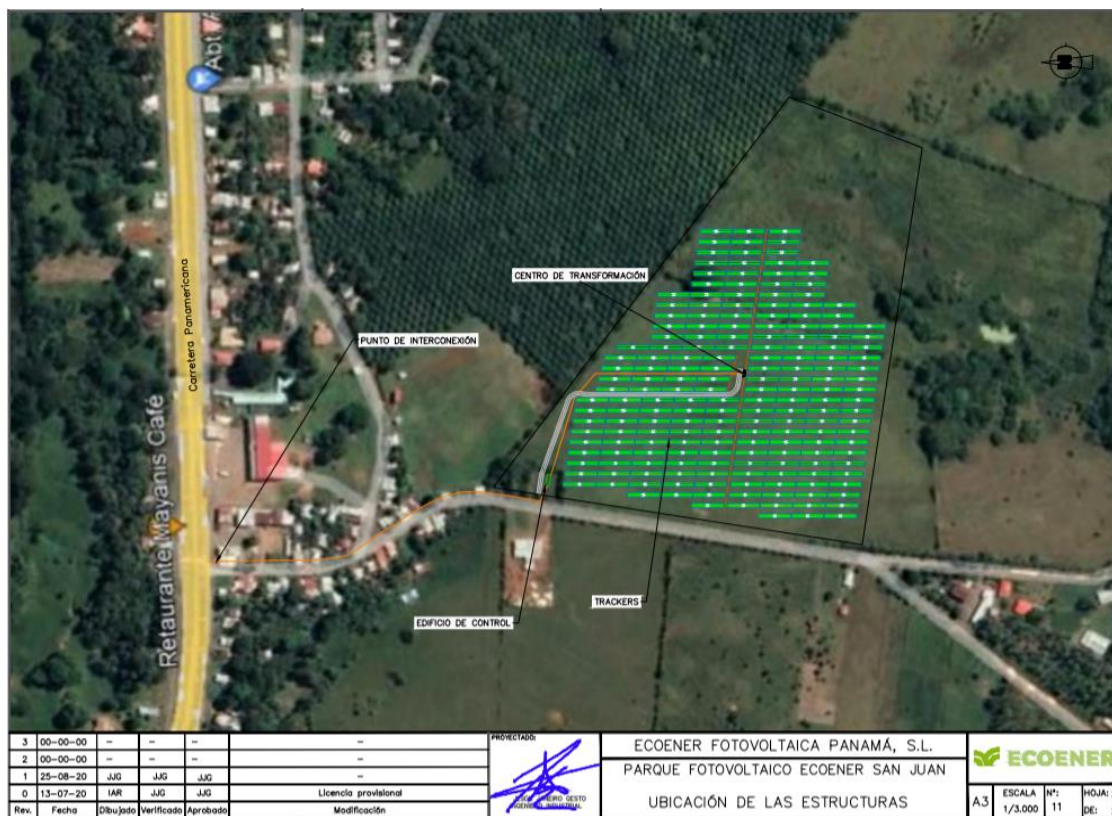 Abt
CENTRO DE TRANSFORMACIÓN
Carretera Panamericana
PUNTO DE INTERCONEXIÓN
Retaurante Mayanis Café
TRACKERS
EDIFICIO DE CONTROL
3 00-00-00 - - - -
2 00-00-00 - - - -
1 25-08-20 JJG JJG JJG -
0 13-07-20 IAR JJG JJG Licencia provisional
Rev. Fecha Dibujado Verificado Aprobado Modificación
PROYECTADO:
INGENIERO INDUSTRIAL
ECOENER FOTOVOLTAICA PANAMÁ, S.L.
PARQUE FOTOVOLTAICO ECOENER SAN JUAN
UBICACIÓN DE LAS ESTRUCTURAS
ECOENER
A3
ESCALA
1/3.000
Nº:
11
HOJA:
DE: